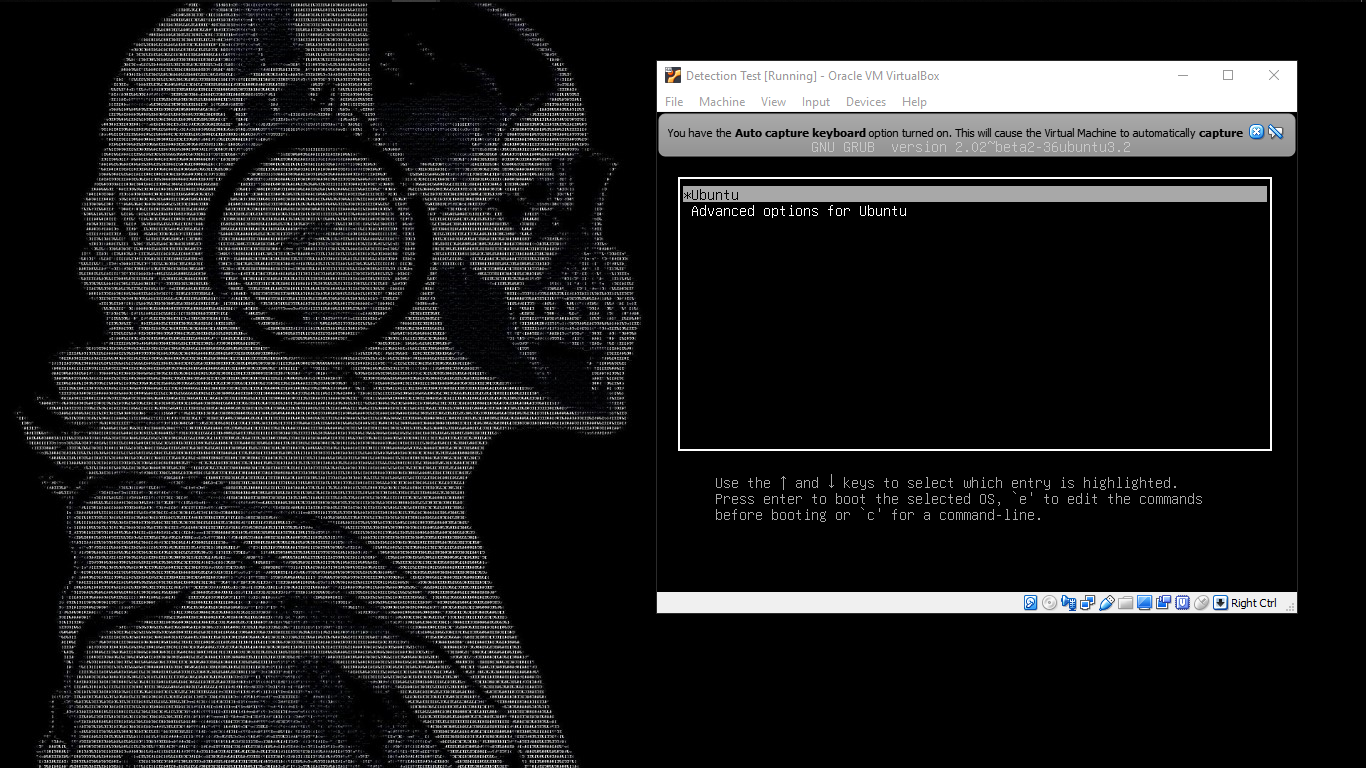 Detection Test [Running] - Oracle VM VirtualBox
File Machine View Input Devices Help
You have the Auto capture keyboard option turned on. This will cause the Virtual Machine to automatically capture
GNU GRUB version 2.02~beta2-36ubuntu3.2
*Ubuntu
Advanced options for Ubuntu
Use the ↑ and ↓ keys to select which entry is highlighted.
Press enter to boot the selected OS, `e' to edit the commands
before booting or `c' for a command-line.
Right Ctrl